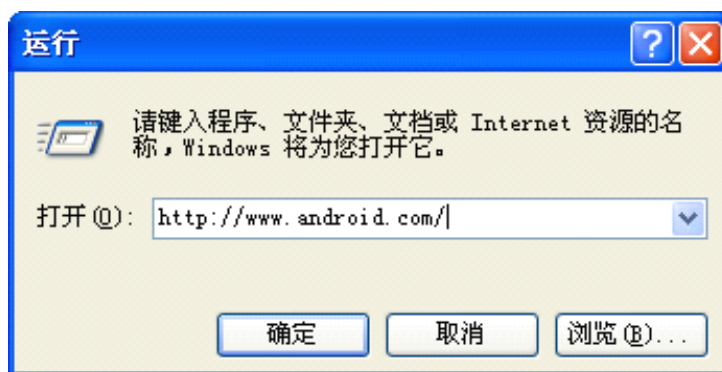 运行
请键入程序、文件夹、文档或 Internet 资源的名
称，Windows 将为您打开它。
打开(O): http://www.android.com/
确定 取消 浏览(B)...